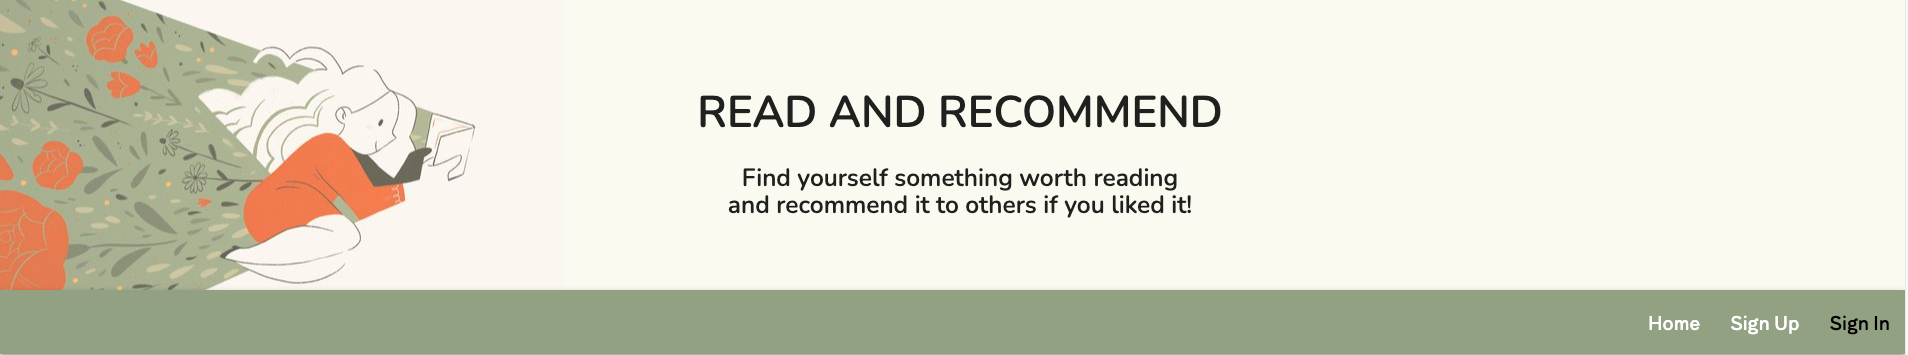 READ AND RECOMMEND
Find yourself something worth reading
and recommend it to others if you liked it!
Home Sign Up Sign In